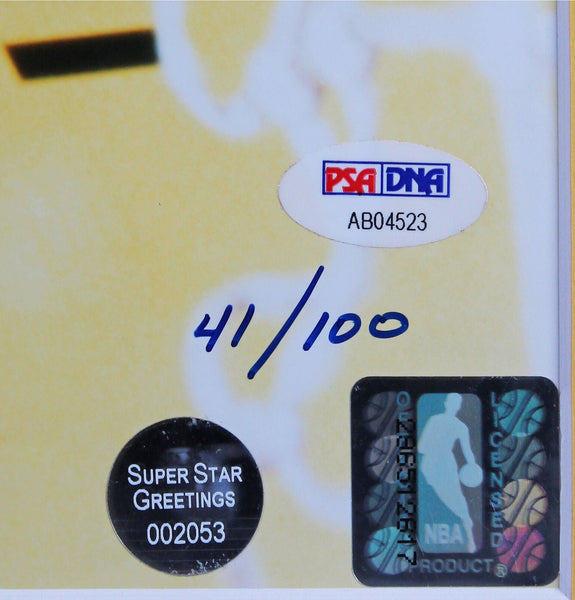 PSA DNA
AB04523
41/100
SUPER STAR
GREETINGS
002053
LICENSED
NBA
PRODUCT®